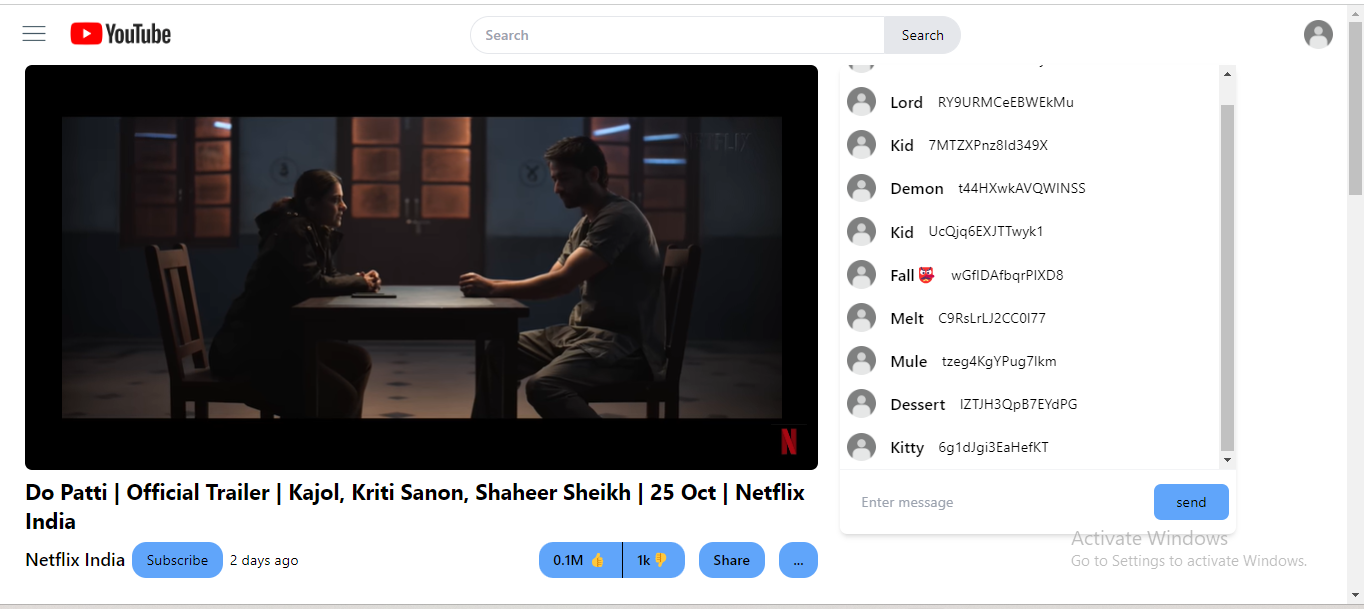 YouTube
Search
Search
NETFLIX
Lord RY9URMCeEBWEkMu
Kid 7MTZXPnz8Id349X
Demon t44HXwkAVQWINSS
Kid UcQjq6EXJTTwyk1
Fall 👺 wGfIDAfbqrPIXD8
Melt C9RsLrLJ2CC0I77
Mule tzeg4KgYPug7Ikm
Dessert IZTJH3QpB7EYdPG
Kitty 6g1dJgi3EaHefKT
N
Enter message
send
Do Patti | Official Trailer | Kajol, Kriti Sanon, Shaheer Sheikh | 25 Oct | Netflix
India
Netflix India Subscribe 2 days ago
0.1M 👍 1k 👎 Share ...
Activate Windows
Go to Settings to activate Windows.